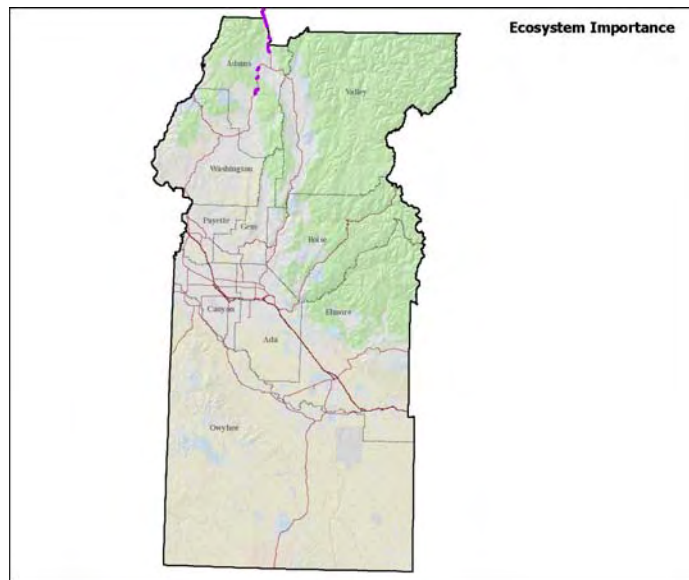 Ecosystem Importance
Adams
Valley
Washington
Payette
Gem
Boise
Canyon
Elmore
Ada
Owyhee